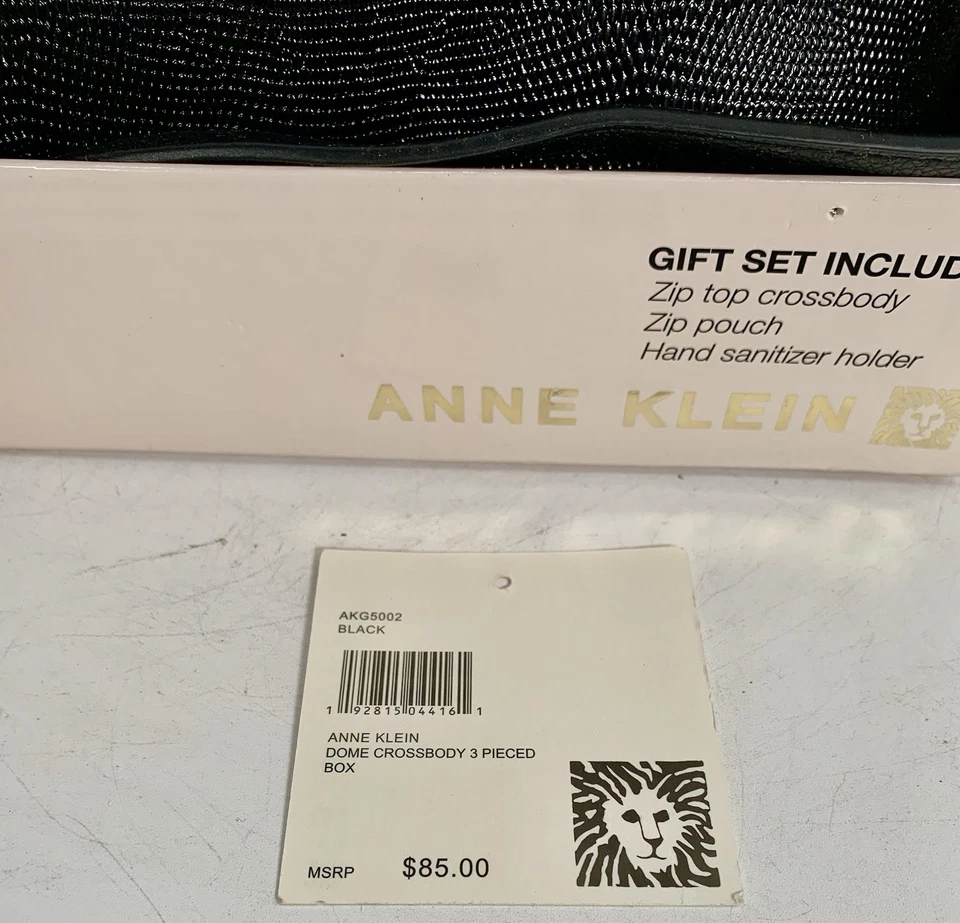 GIFT SET INCLUD
Zip top crossbody
Zip pouch
Hand sanitizer holder
ANNE KLEIN
AKG5002
BLACK
1 92815 04416 1
ANNE KLEIN
DOME CROSSBODY 3 PIECED
BOX
MSRP $85.00